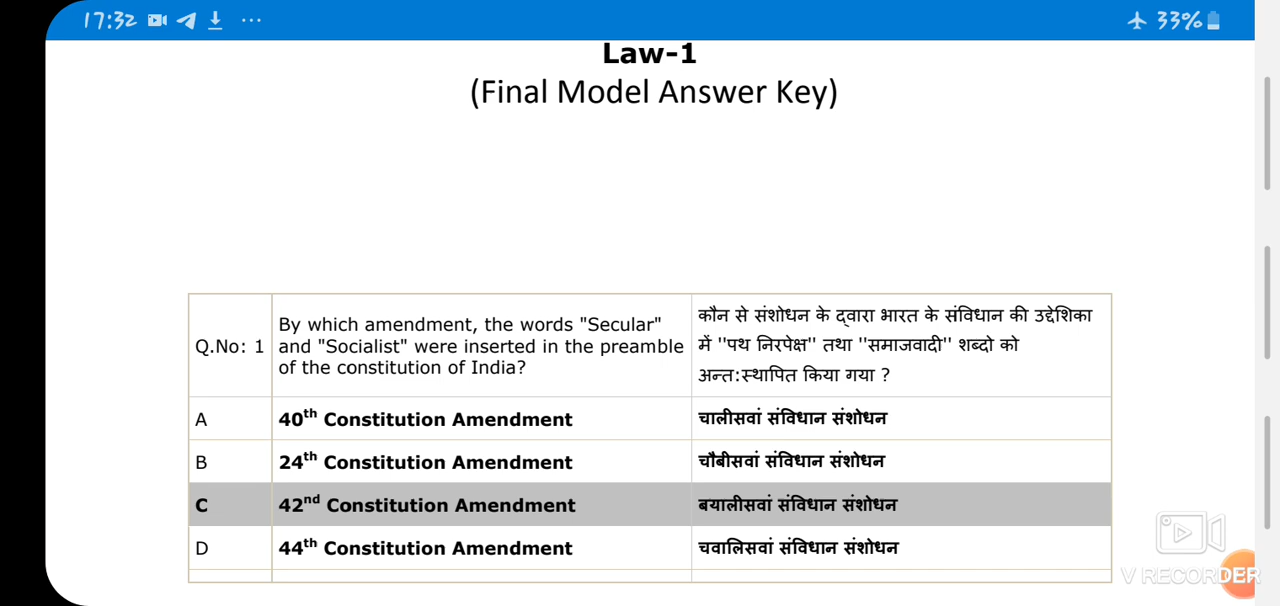 17:32 ... 33%
Law-1
(Final Model Answer Key)
Q.No: 1
By which amendment, the words "Secular"
and "Socialist" were inserted in the preamble
of the constitution of India?
कौन से संशोधन के द्वारा भारत के संविधान की उद्देशिका
में "पथ निरपेक्ष" तथा "समाजवादी" शब्दो को
अन्त:स्थापित किया गया ?
A
40th Constitution Amendment
चालीसवां संविधान संशोधन
B
24th Constitution Amendment
चौबीसवां संविधान संशोधन
C
42nd Constitution Amendment
बयालीसवां संविधान संशोधन
D
44th Constitution Amendment
चवालिसवां संविधान संशोधन
V RECORDER